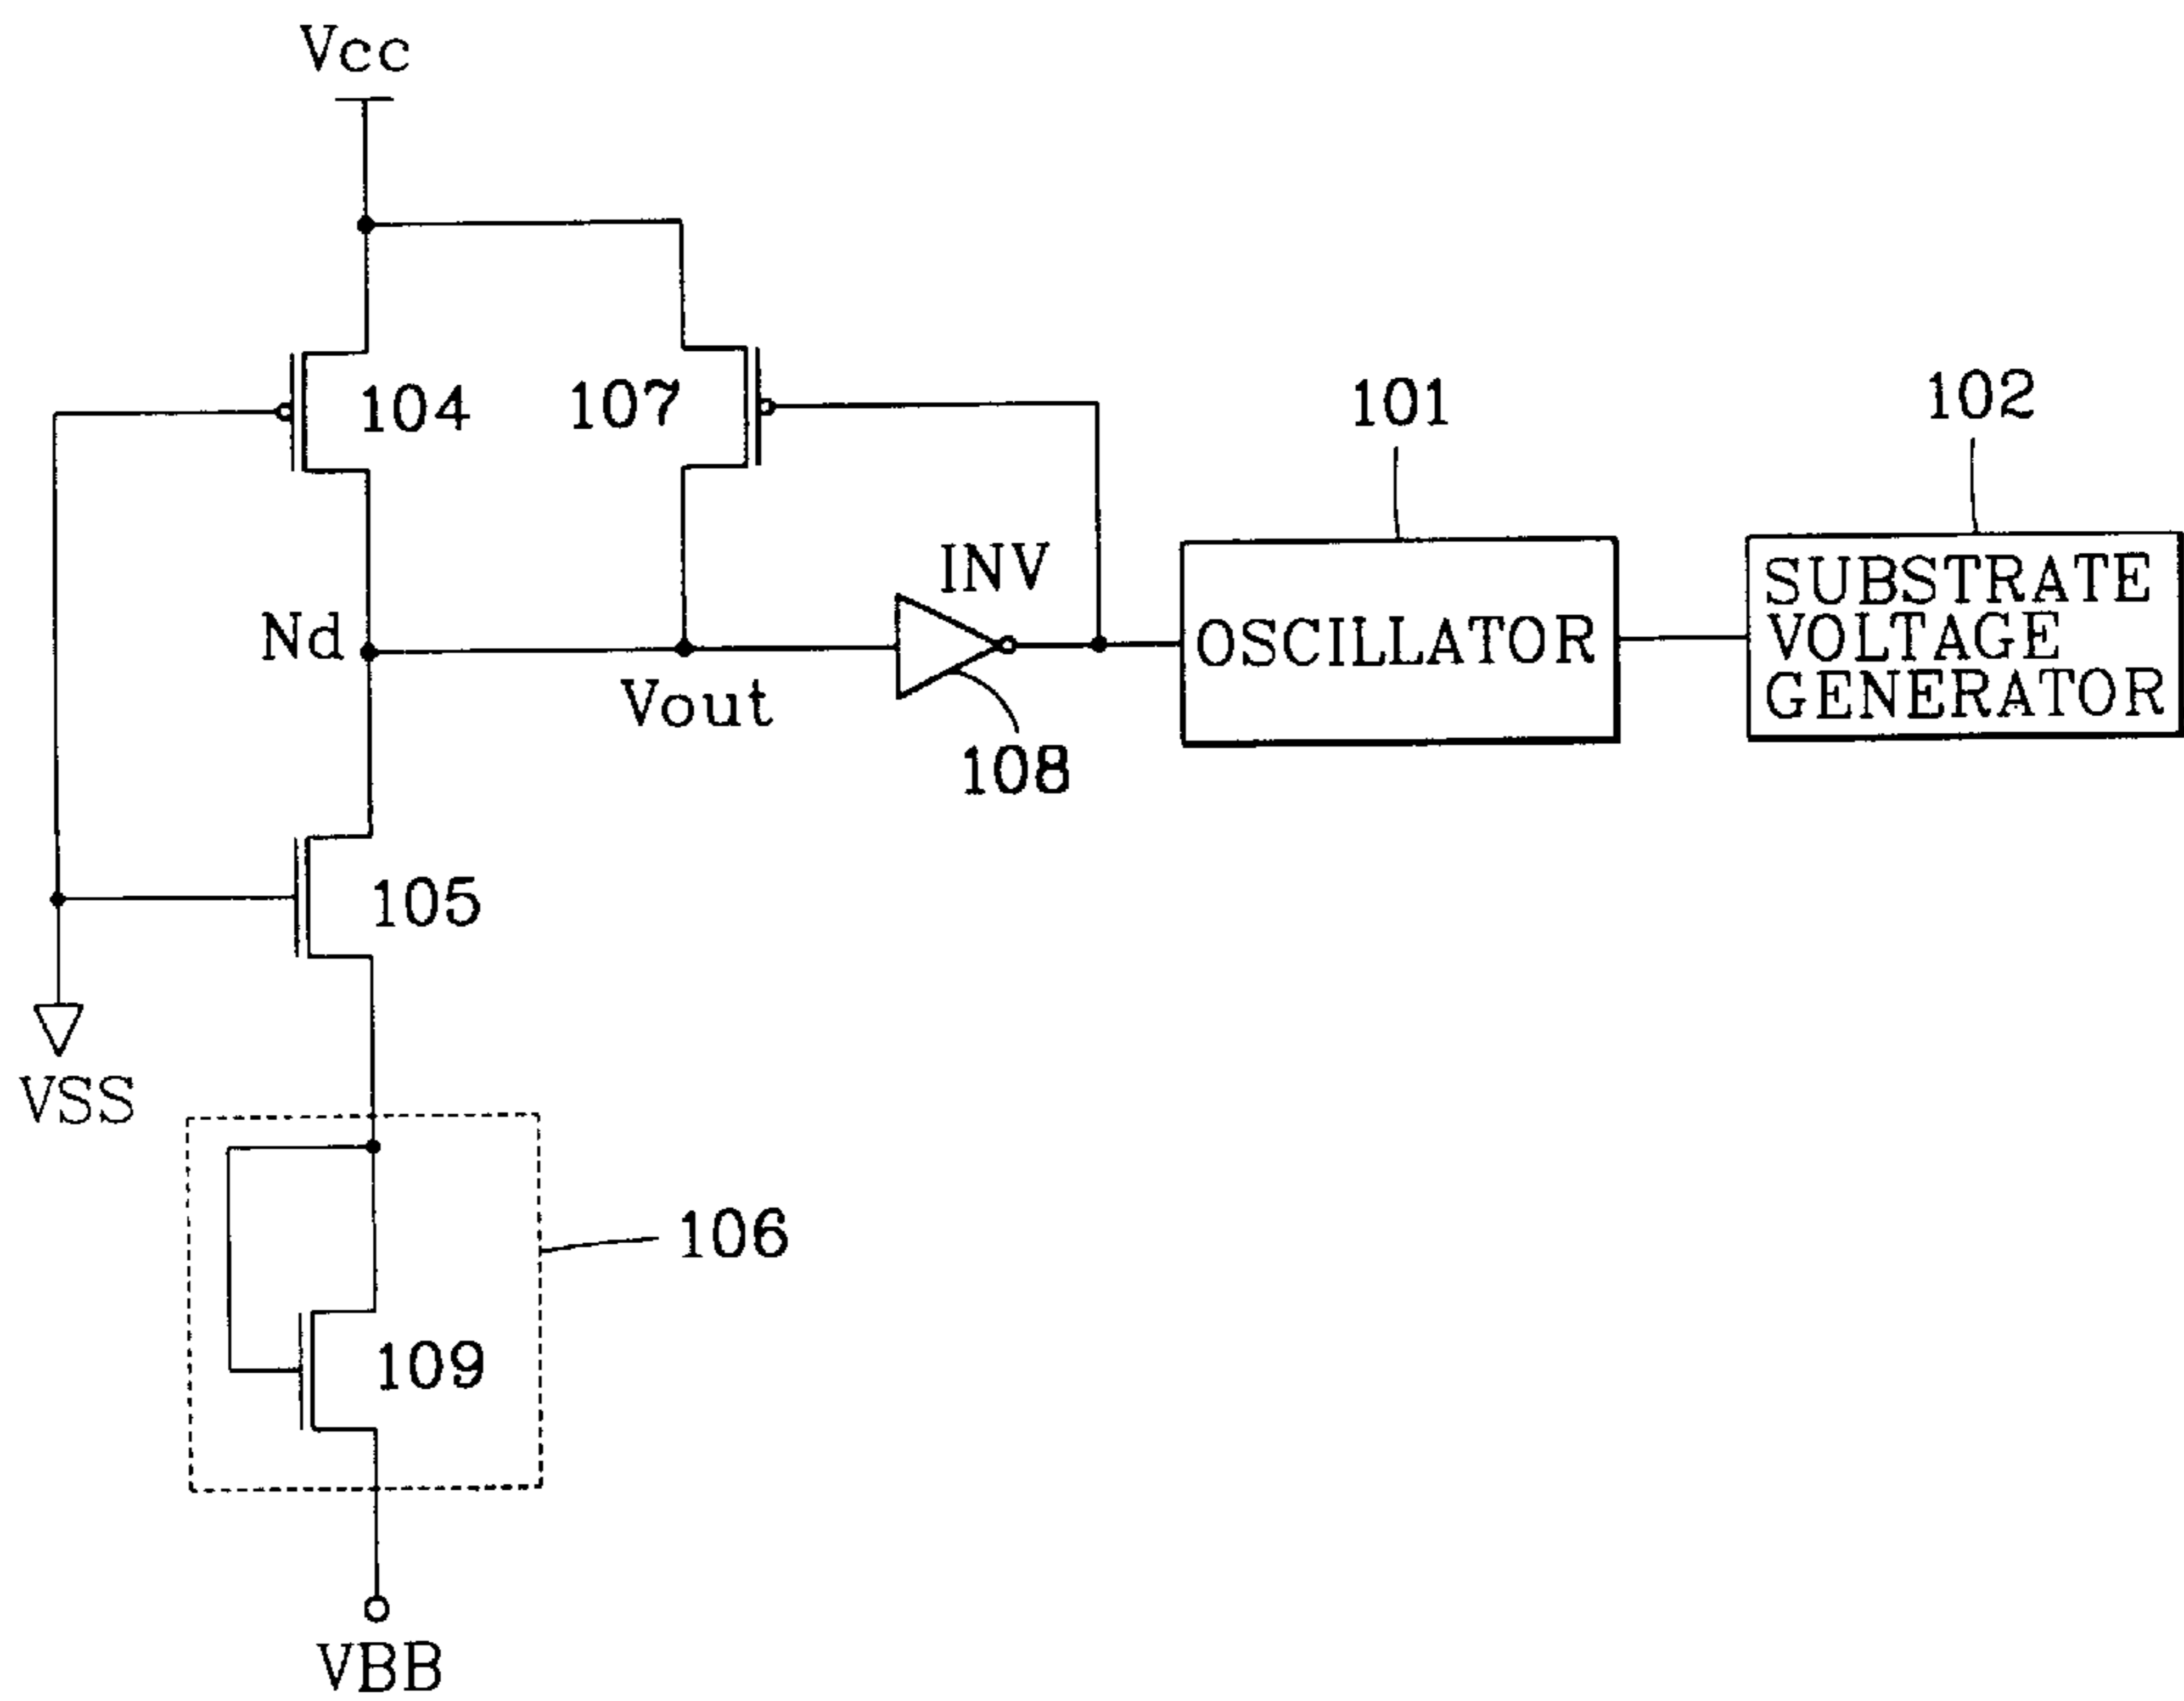 Vcc
104
107
101
102
INV
Nd
Vout
108
OSCILLATOR
SUBSTRATE
VOLTAGE
GENERATOR
105
VSS
106
109
VBB